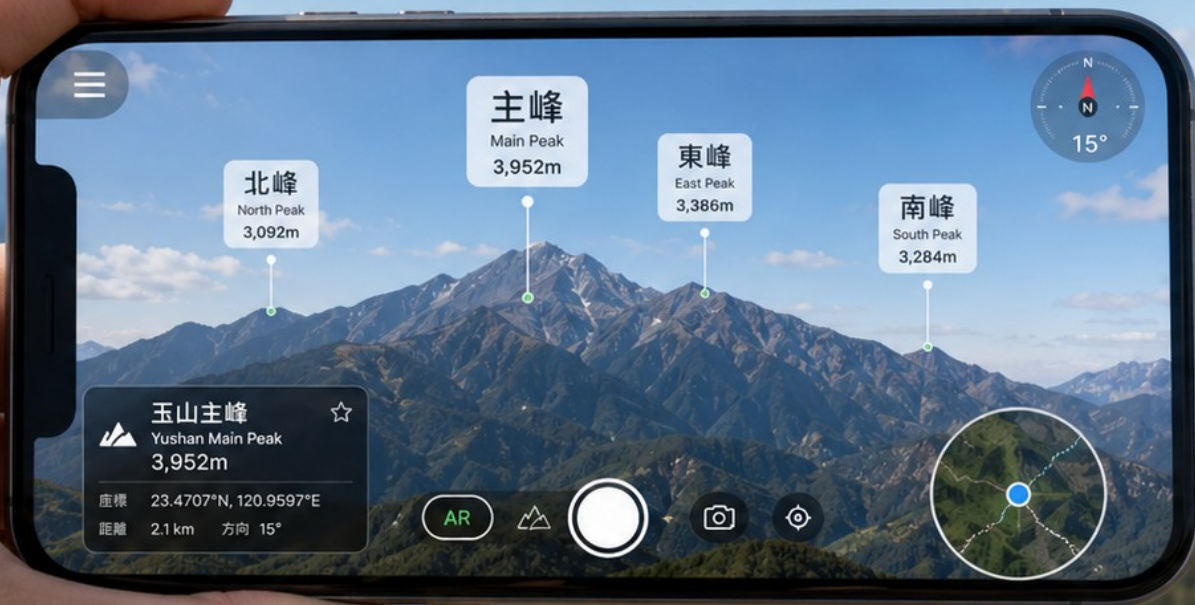 主峰
Main Peak
3,952m
東峰
East Peak
3,386m
北峰
North Peak
3,092m
南峰
South Peak
3,284m
N
N
15°
玉山主峰
Yushan Main Peak
3,952m
座標 23.4707°N, 120.9597°E
距離 2.1 km 方向 15°
AR